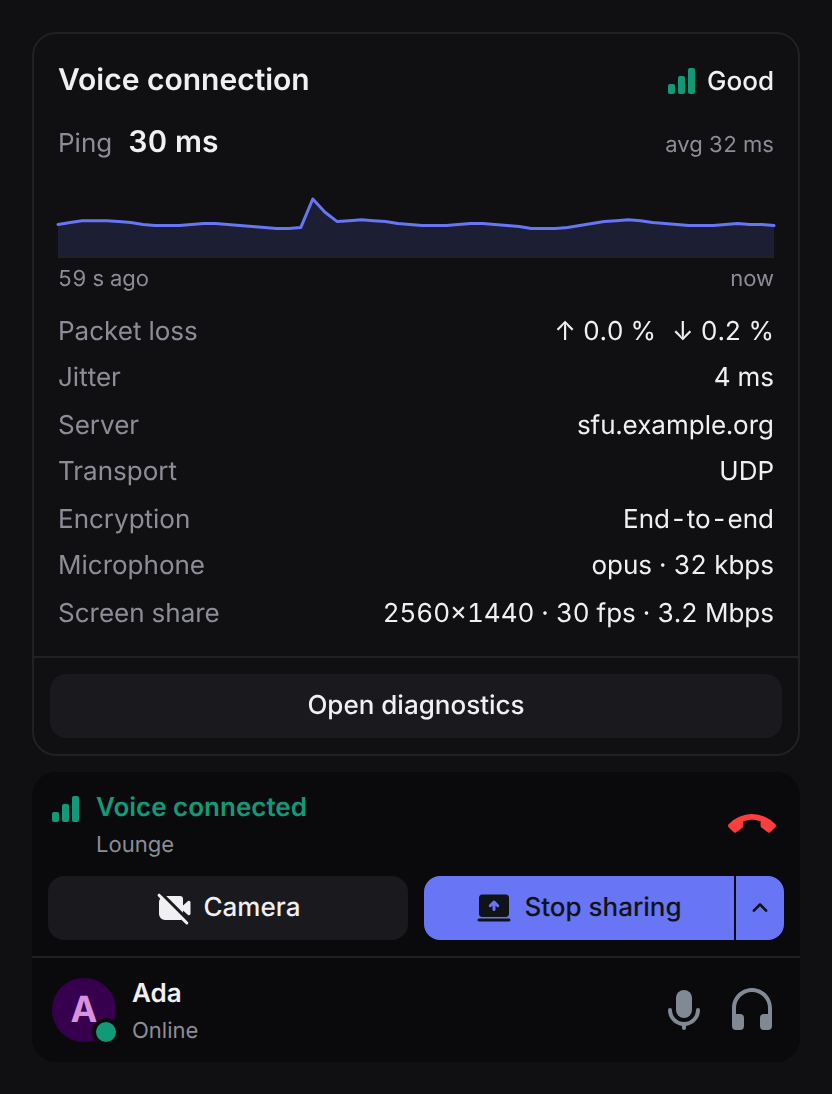 Voice connection
Good
Ping 30 ms
avg 32 ms
59 s ago
now
Packet loss
↑ 0.0 % ↓ 0.2 %
Jitter
4 ms
Server
sfu.example.org
Transport
UDP
Encryption
End-to-end
Microphone
opus · 32 kbps
Screen share
2560×1440 · 30 fps · 3.2 Mbps
Open diagnostics
Voice connected
Lounge
Camera
Stop sharing
A
Ada
Online